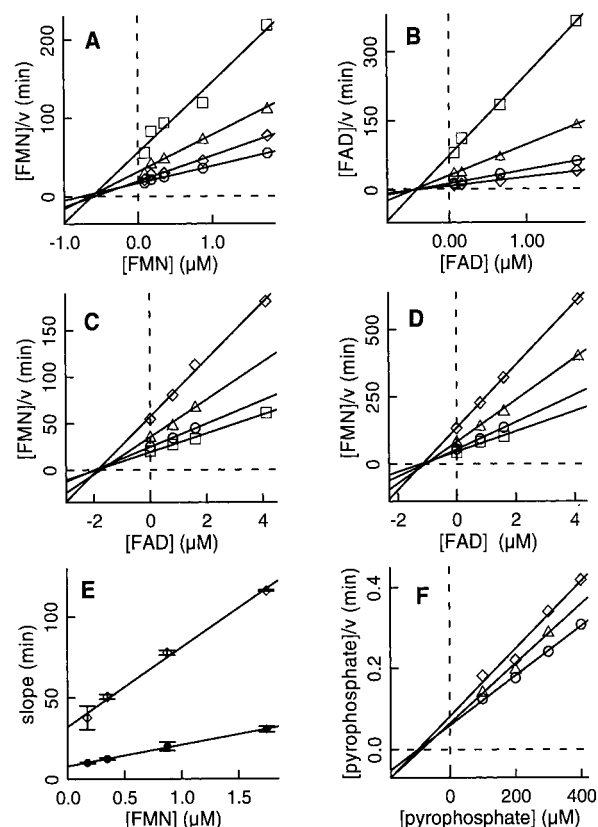 A
[FMN]/v (min)
200
100
0
-1.0
0.0
1.0
[FMN] (µM)
B
[FAD]/v (min)
350
150
0
0.00
1.00
[FAD] (µM)
C
[FMN]/v (min)
150
100
50
0
-2
0
2
4
[FAD] (µM)
D
[FMN]/v (min)
500
250
0
-2
0
2
4
[FAD] (µM)
E
slope (min)
100
50
0
0.0
0.5
1.0
1.5
[FMN] (µM)
F
[pyrophosphate]/v (min)
0.4
0.2
0.0
0
200
400
[pyrophosphate] (µM)